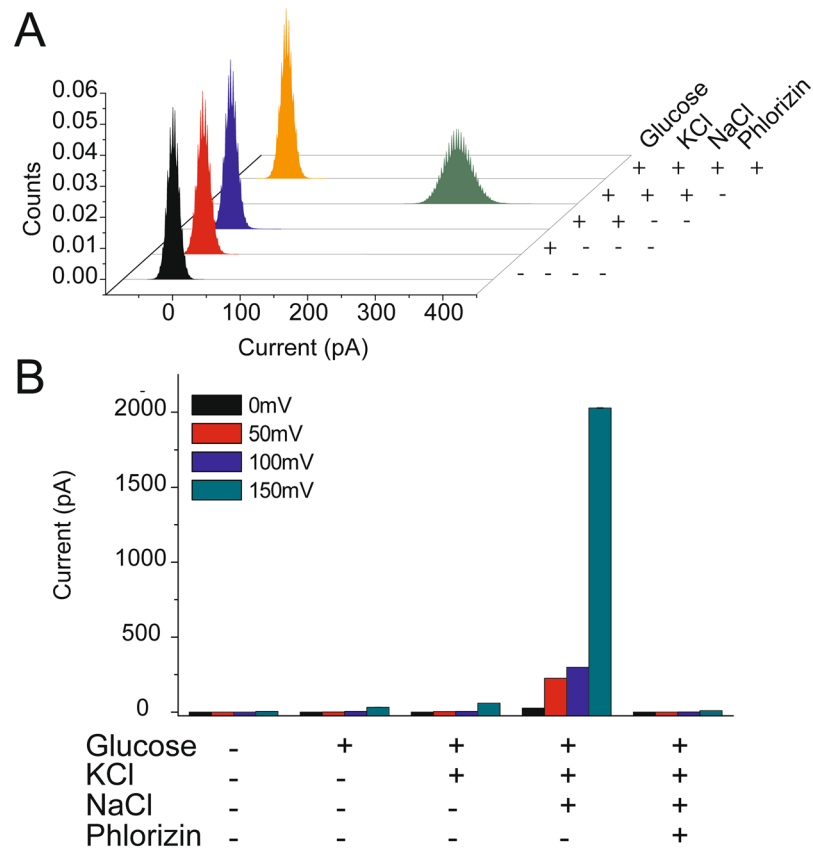 A
Glucose
KCl
NaCl
Phlorizin
0.06
0.05
0.04
0.03
0.02
0.01
0.00
Counts
+ + + +
+ + + -
+ + - -
+ - - -
- - - -
0 100 200 300 400
Current (pA)
B
-
2000
1500
1000
500
0
Current (pA)
0mV
50mV
100mV
150mV
Glucose - + + + +
KCl - - + + +
NaCl - - - + +
Phlorizin - - - - +